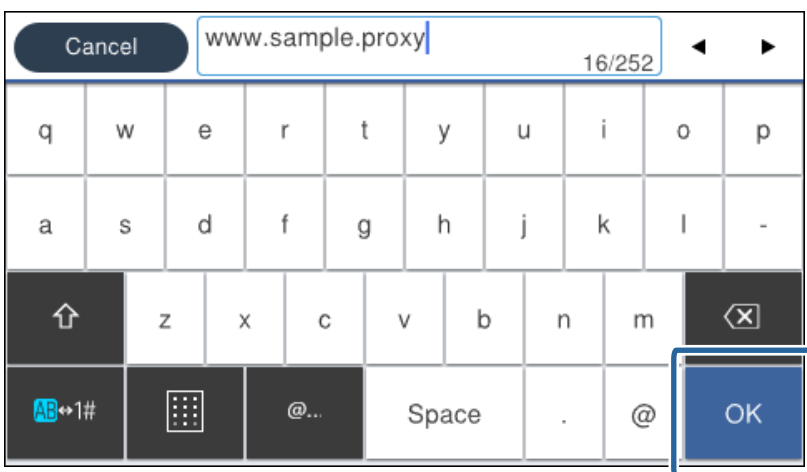 Cancel www.sample.proxy
16/252
q w e r t y u i o p
a s d f g h j k l -
z x c v b n m
AB↔1# @... Space . @ OK